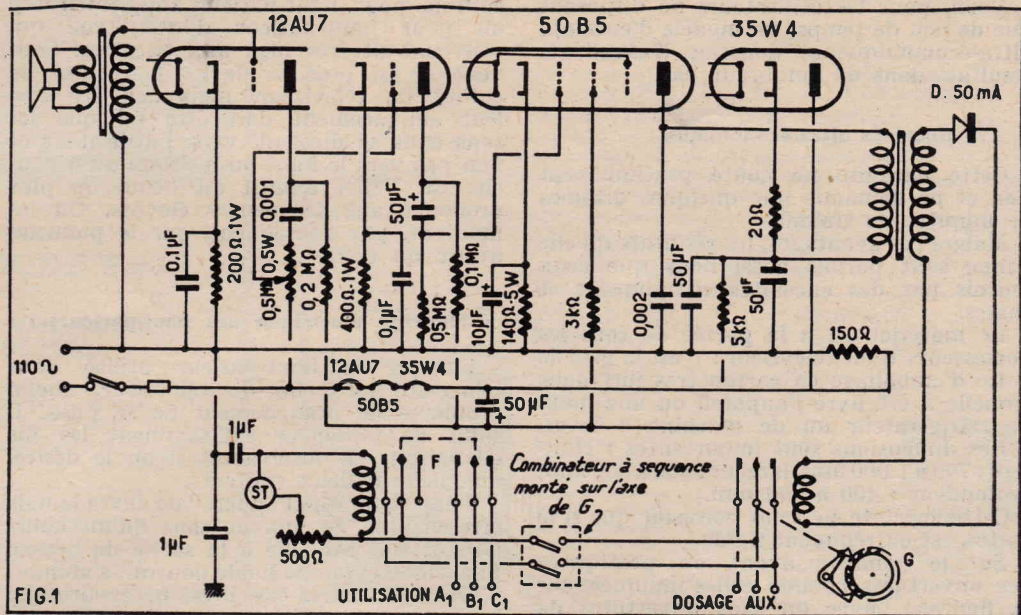 12AU7
50B5
35W4
D. 50 mA
0,1µF
200Ω-1W
0,5MΩ 0,5W
0,001
0,2 MΩ
400Ω-1W
0,1µF
50µF
0,5MΩ
0,1MΩ
10µF
140Ω-5W
3kΩ
0,002
50µF
5kΩ
50µF
20Ω
150Ω
110
12AU7
35W4
50B5
50µF
1µF
1µF
ST
500Ω
F
Combinateur à sequence
monté sur l'axe
de G
G
FIG.1
UTILISATION A1 B1 C1
DOSAGE AUX.